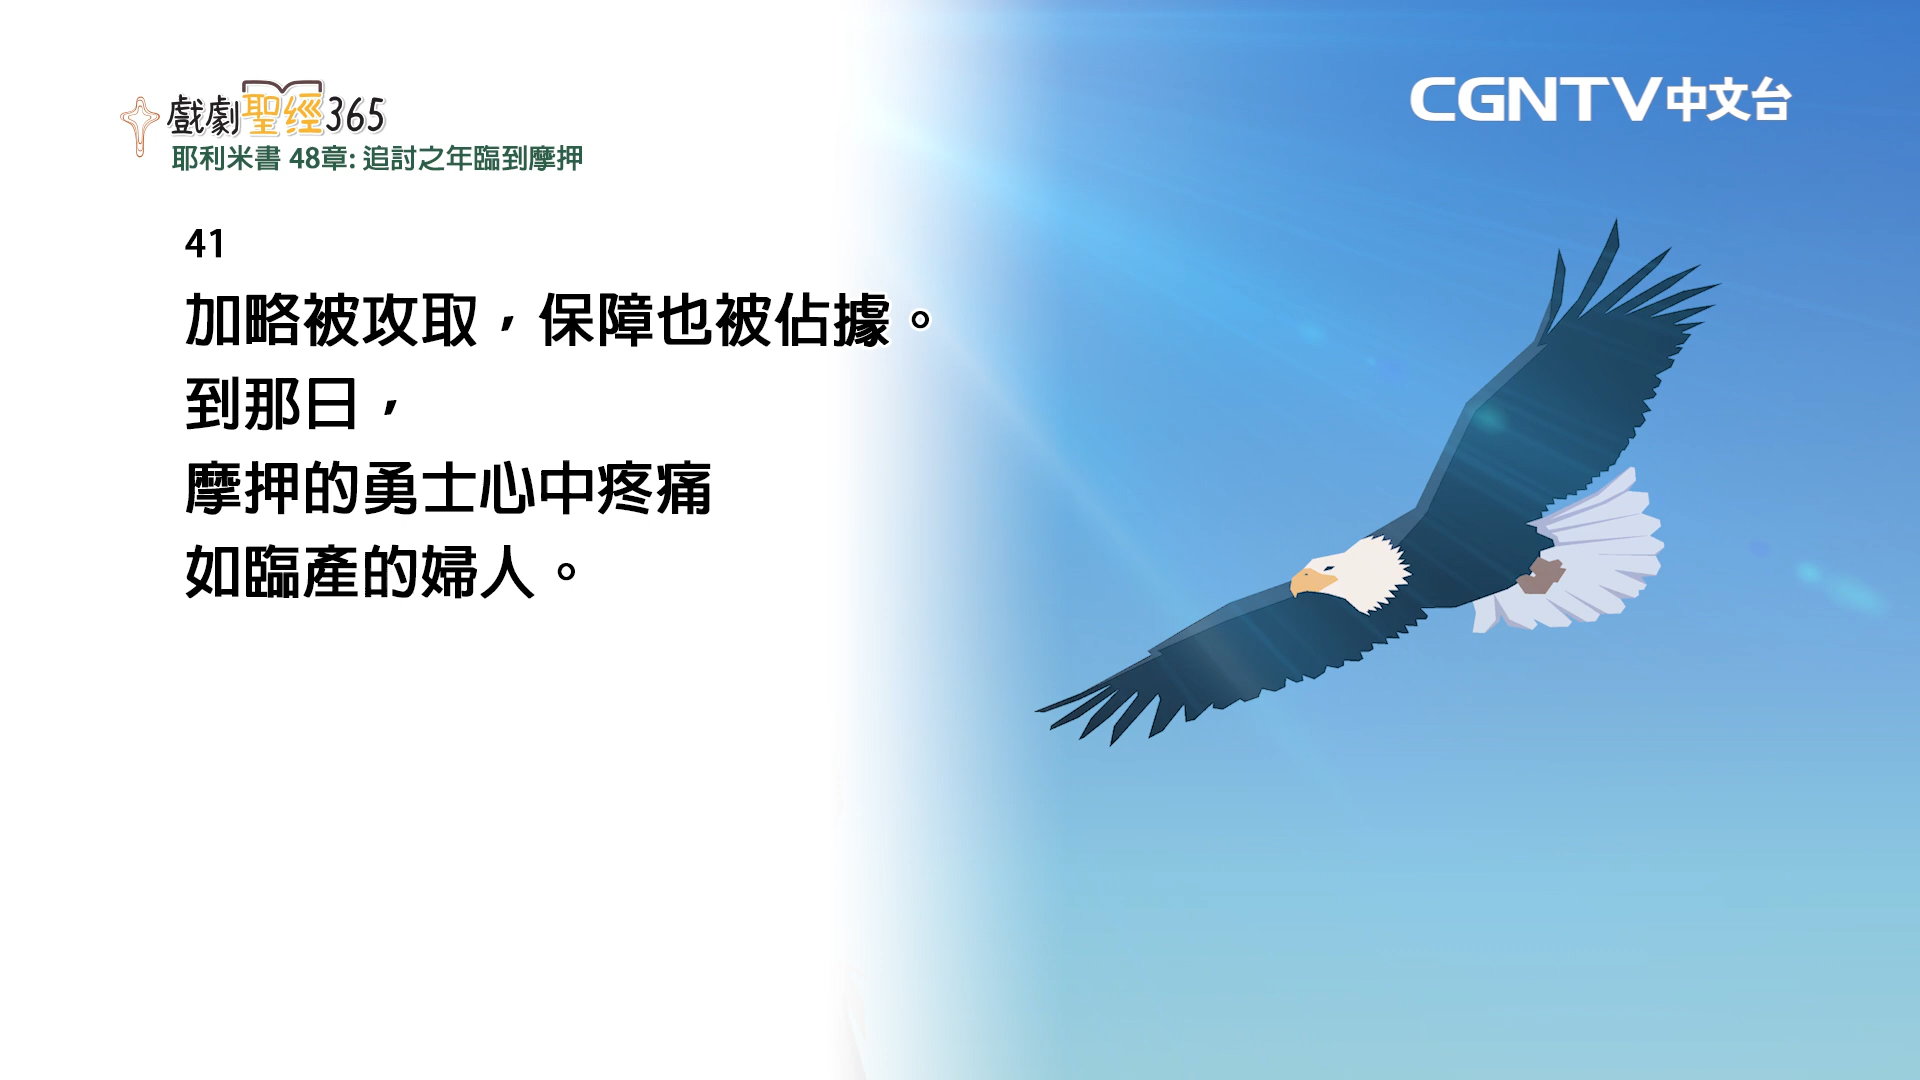 戲劇聖經365
耶利米書 48章: 追討之年臨到摩押
CGNTV中文台
41
加略被攻取，保障也被佔據。
到那日，
摩押的勇士心中疼痛
如臨產的婦人。